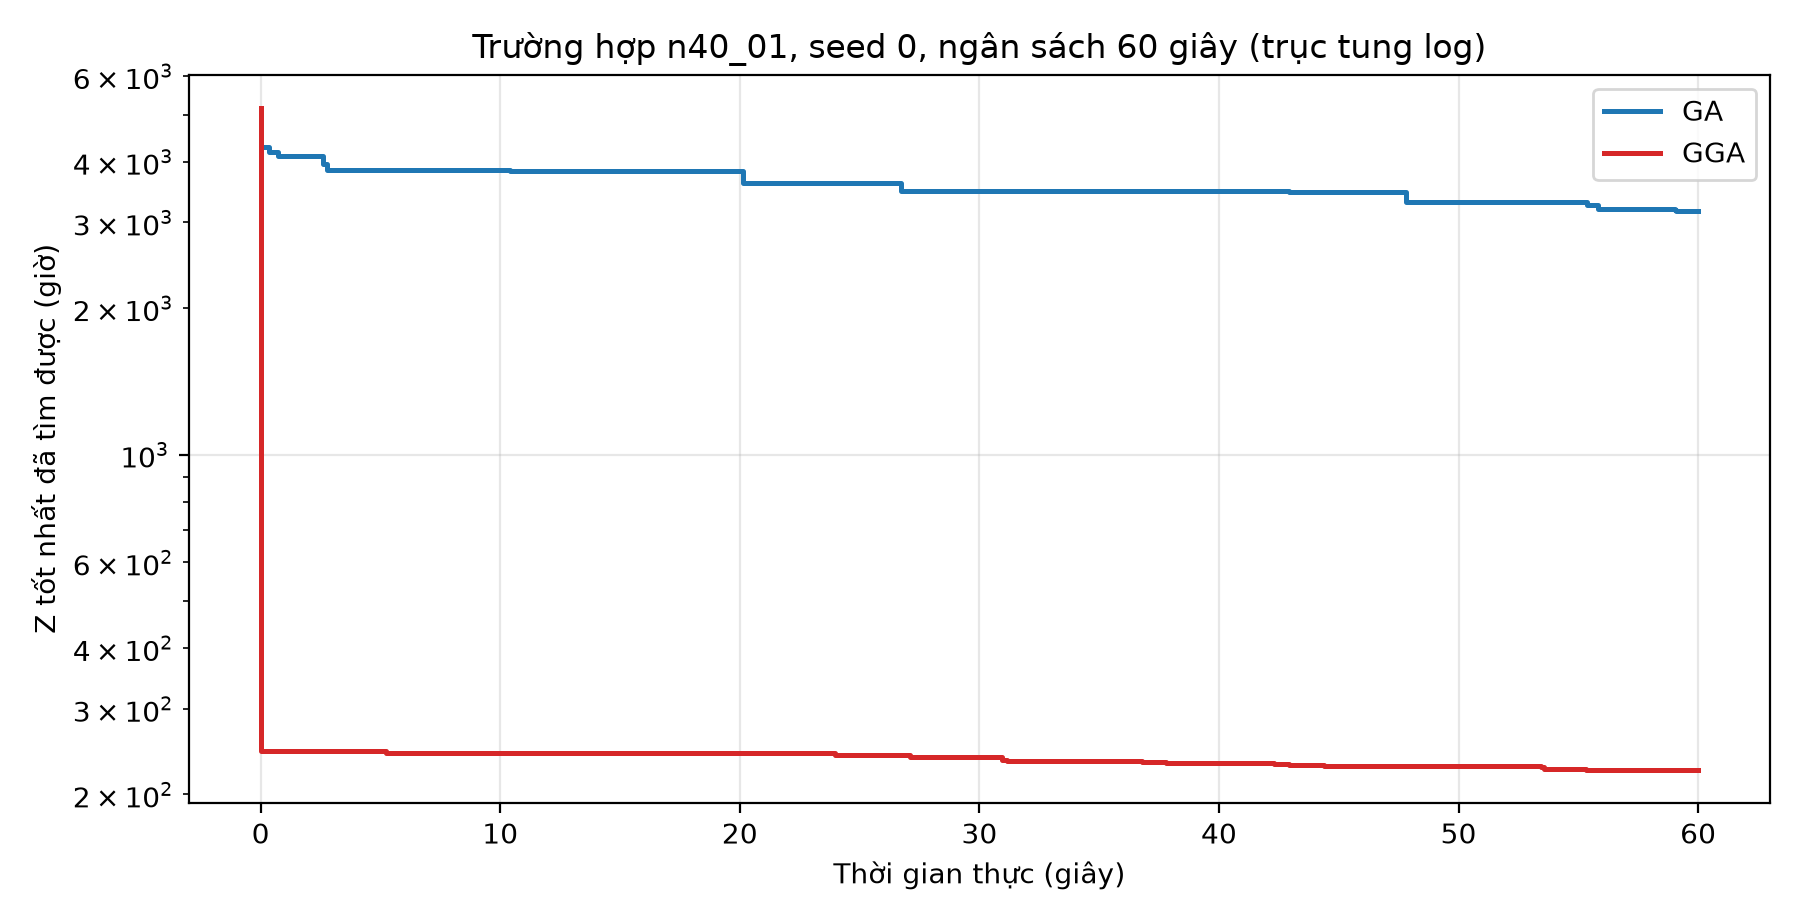 Trường hợp n40_01, seed 0, ngân sách 60 giây (trục tung log)
GA
GGA
Z tốt nhất đã tìm được (giờ)
6 × 10³
4 × 10³
3 × 10³
2 × 10³
10³
6 × 10²
4 × 10²
3 × 10²
2 × 10²
0 10 20 30 40 50 60
Thời gian thực (giây)